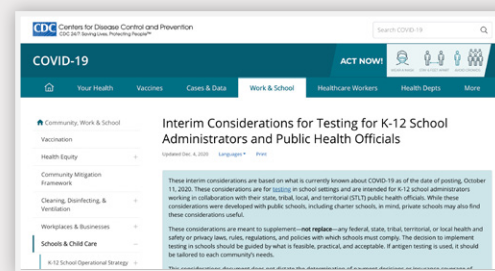 CDC Centers for Disease Control and Prevention
CDC 24/7: Saving Lives, Protecting People™
Search COVID-19
COVID-19
ACT NOW!
Your Health
Vaccines
Cases & Data
Work & School
Healthcare Workers
Health Depts
More
Community, Work & School
Vaccination
Health Equity
Community Mitigation
Framework
Cleaning, Disinfecting, &
Ventilation
Workplaces & Businesses
Schools & Child Care
K-12 School Operational Strategy
Interim Considerations for Testing for K-12 School
Administrators and Public Health Officials
Updated Dec. 4, 2020 Languages Print
These interim considerations are based on what is currently known about COVID-19 as of the date of posting, October
11, 2020. These considerations are for testing in school settings and are intended for K-12 school administrators
working in collaboration with their state, tribal, local, and territorial (STLT) public health officials. While these
considerations were developed with public schools, including charter schools, in mind, private schools may also find
these considerations useful.
These considerations are meant to supplement—not replace—any federal, state, tribal, territorial, or local health and
safety or privacy laws, rules, regulations, and policies with which schools must comply. The decision to implement
testing in schools should be guided by what is feasible, practical, and acceptable. If antigen testing is used, it should
be tailored to each community's needs.